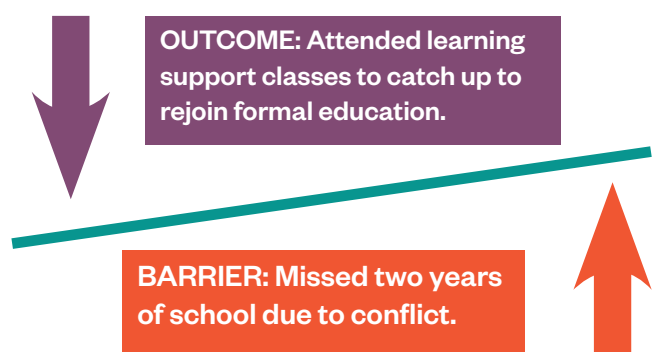 OUTCOME: Attended learning
support classes to catch up to
rejoin formal education.
BARRIER: Missed two years
of school due to conflict.